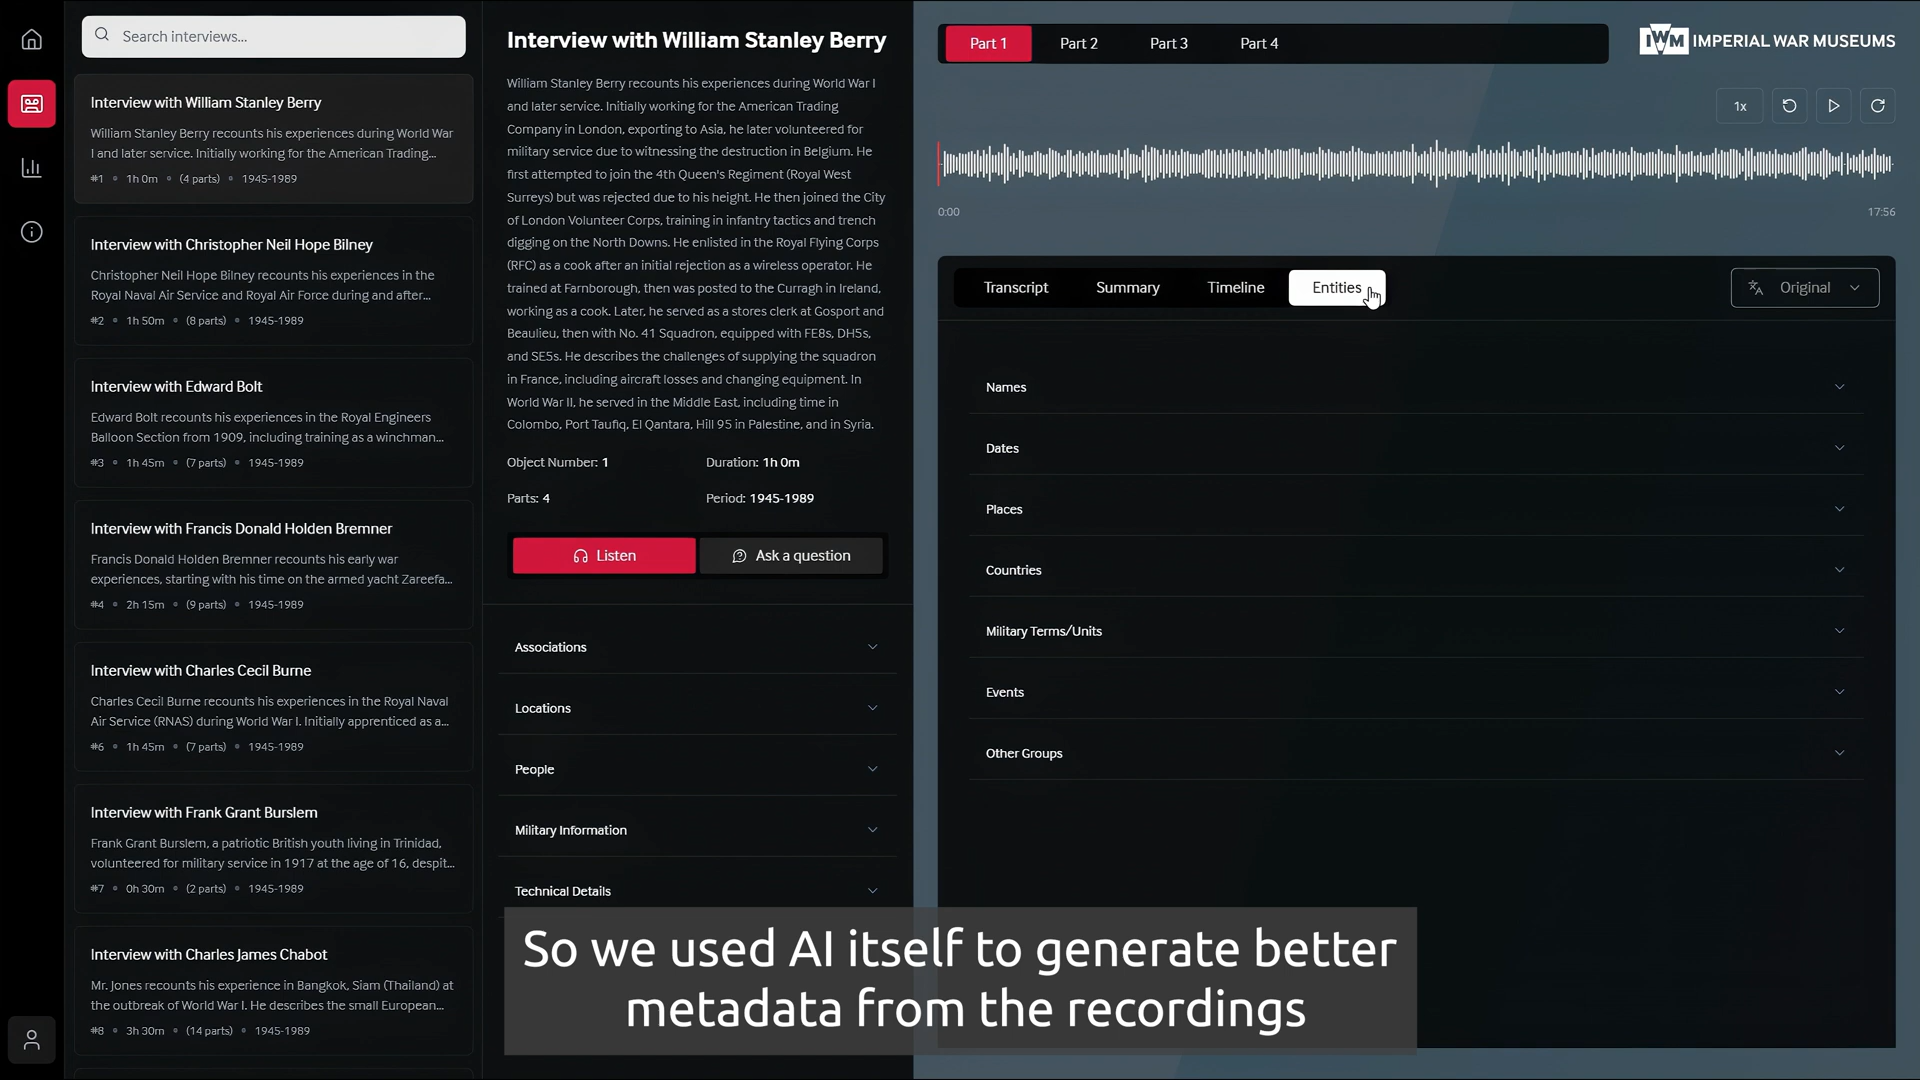 Search interviews...
Interview with William Stanley Berry
William Stanley Berry recounts his experiences during World War
I and later service. Initially working for the American Trading...
#1 • 1h 0m • (4 parts) • 1945-1989
Interview with Christopher Neil Hope Bilney
Christopher Neil Hope Bilney recounts his experiences in the
Royal Naval Air Service and Royal Air Force during and after...
#2 • 1h 50m • (8 parts) • 1945-1989
Interview with Edward Bolt
Edward Bolt recounts his experiences in the Royal Engineers
Balloon Section from 1909, including training as a winchman...
#3 • 1h 45m • (7 parts) • 1945-1989
Interview with Francis Donald Holden Bremner
Francis Donald Holden Bremner recounts his early war
experiences, starting with his time on the armed yacht Zareefa...
#4 • 2h 15m • (9 parts) • 1945-1989
Interview with Charles Cecil Burne
Charles Cecil Burne recounts his experiences in the Royal Naval
Air Service (RNAS) during World War I. Initially apprenticed as a...
#6 • 1h 45m • (7 parts) • 1945-1989
Interview with Frank Grant Burslem
Frank Grant Burslem, a patriotic British youth living in Trinidad,
volunteered for military service in 1917 at the age of 16, despit...
#7 • 0h 30m • (2 parts) • 1945-1989
Interview with Charles James Chabot
Mr. Jones recounts his experience in Bangkok, Siam (Thailand) at
the outbreak of World War I. He describes the small European...
#8 • 3h 30m • (14 parts) • 1945-1989
Interview with William Stanley Berry
William Stanley Berry recounts his experiences during World War I
and later service. Initially working for the American Trading
Company in London, exporting to Asia, he later volunteered for
military service due to witnessing the destruction in Belgium. He
first attempted to join the 4th Queen's Regiment (Royal West
Surreys) but was rejected due to his height. He then joined the City
of London Volunteer Corps, training in infantry tactics and trench
digging on the North Downs. He enlisted in the Royal Flying Corps
(RFC) as a cook after an initial rejection as a wireless operator. He
trained at Farnborough, then was posted to the Curragh in Ireland,
working as a cook. Later, he served as a stores clerk at Gosport and
Beaulieu, then with No. 41 Squadron, equipped with FE8s, DH5s,
and SE5s. He describes the challenges of supplying the squadron
in France, including aircraft losses and changing equipment. In
World War II, he served in the Middle East, including time in
Colombo, Port Taufiq, El Qantara, Hill 95 in Palestine, and in Syria.
Object Number: 1 Duration: 1h 0m
Parts: 4 Period: 1945-1989
Listen Ask a question
Associations
Locations
People
Military Information
Technical Details
Part 1 Part 2 Part 3 Part 4
IWM IMPERIAL WAR MUSEUMS
1x
0:00 17:56
Transcript Summary Timeline Entities Original
Names
Dates
Places
Countries
Military Terms/Units
Events
Other Groups
So we used AI itself to generate better
metadata from the recordings